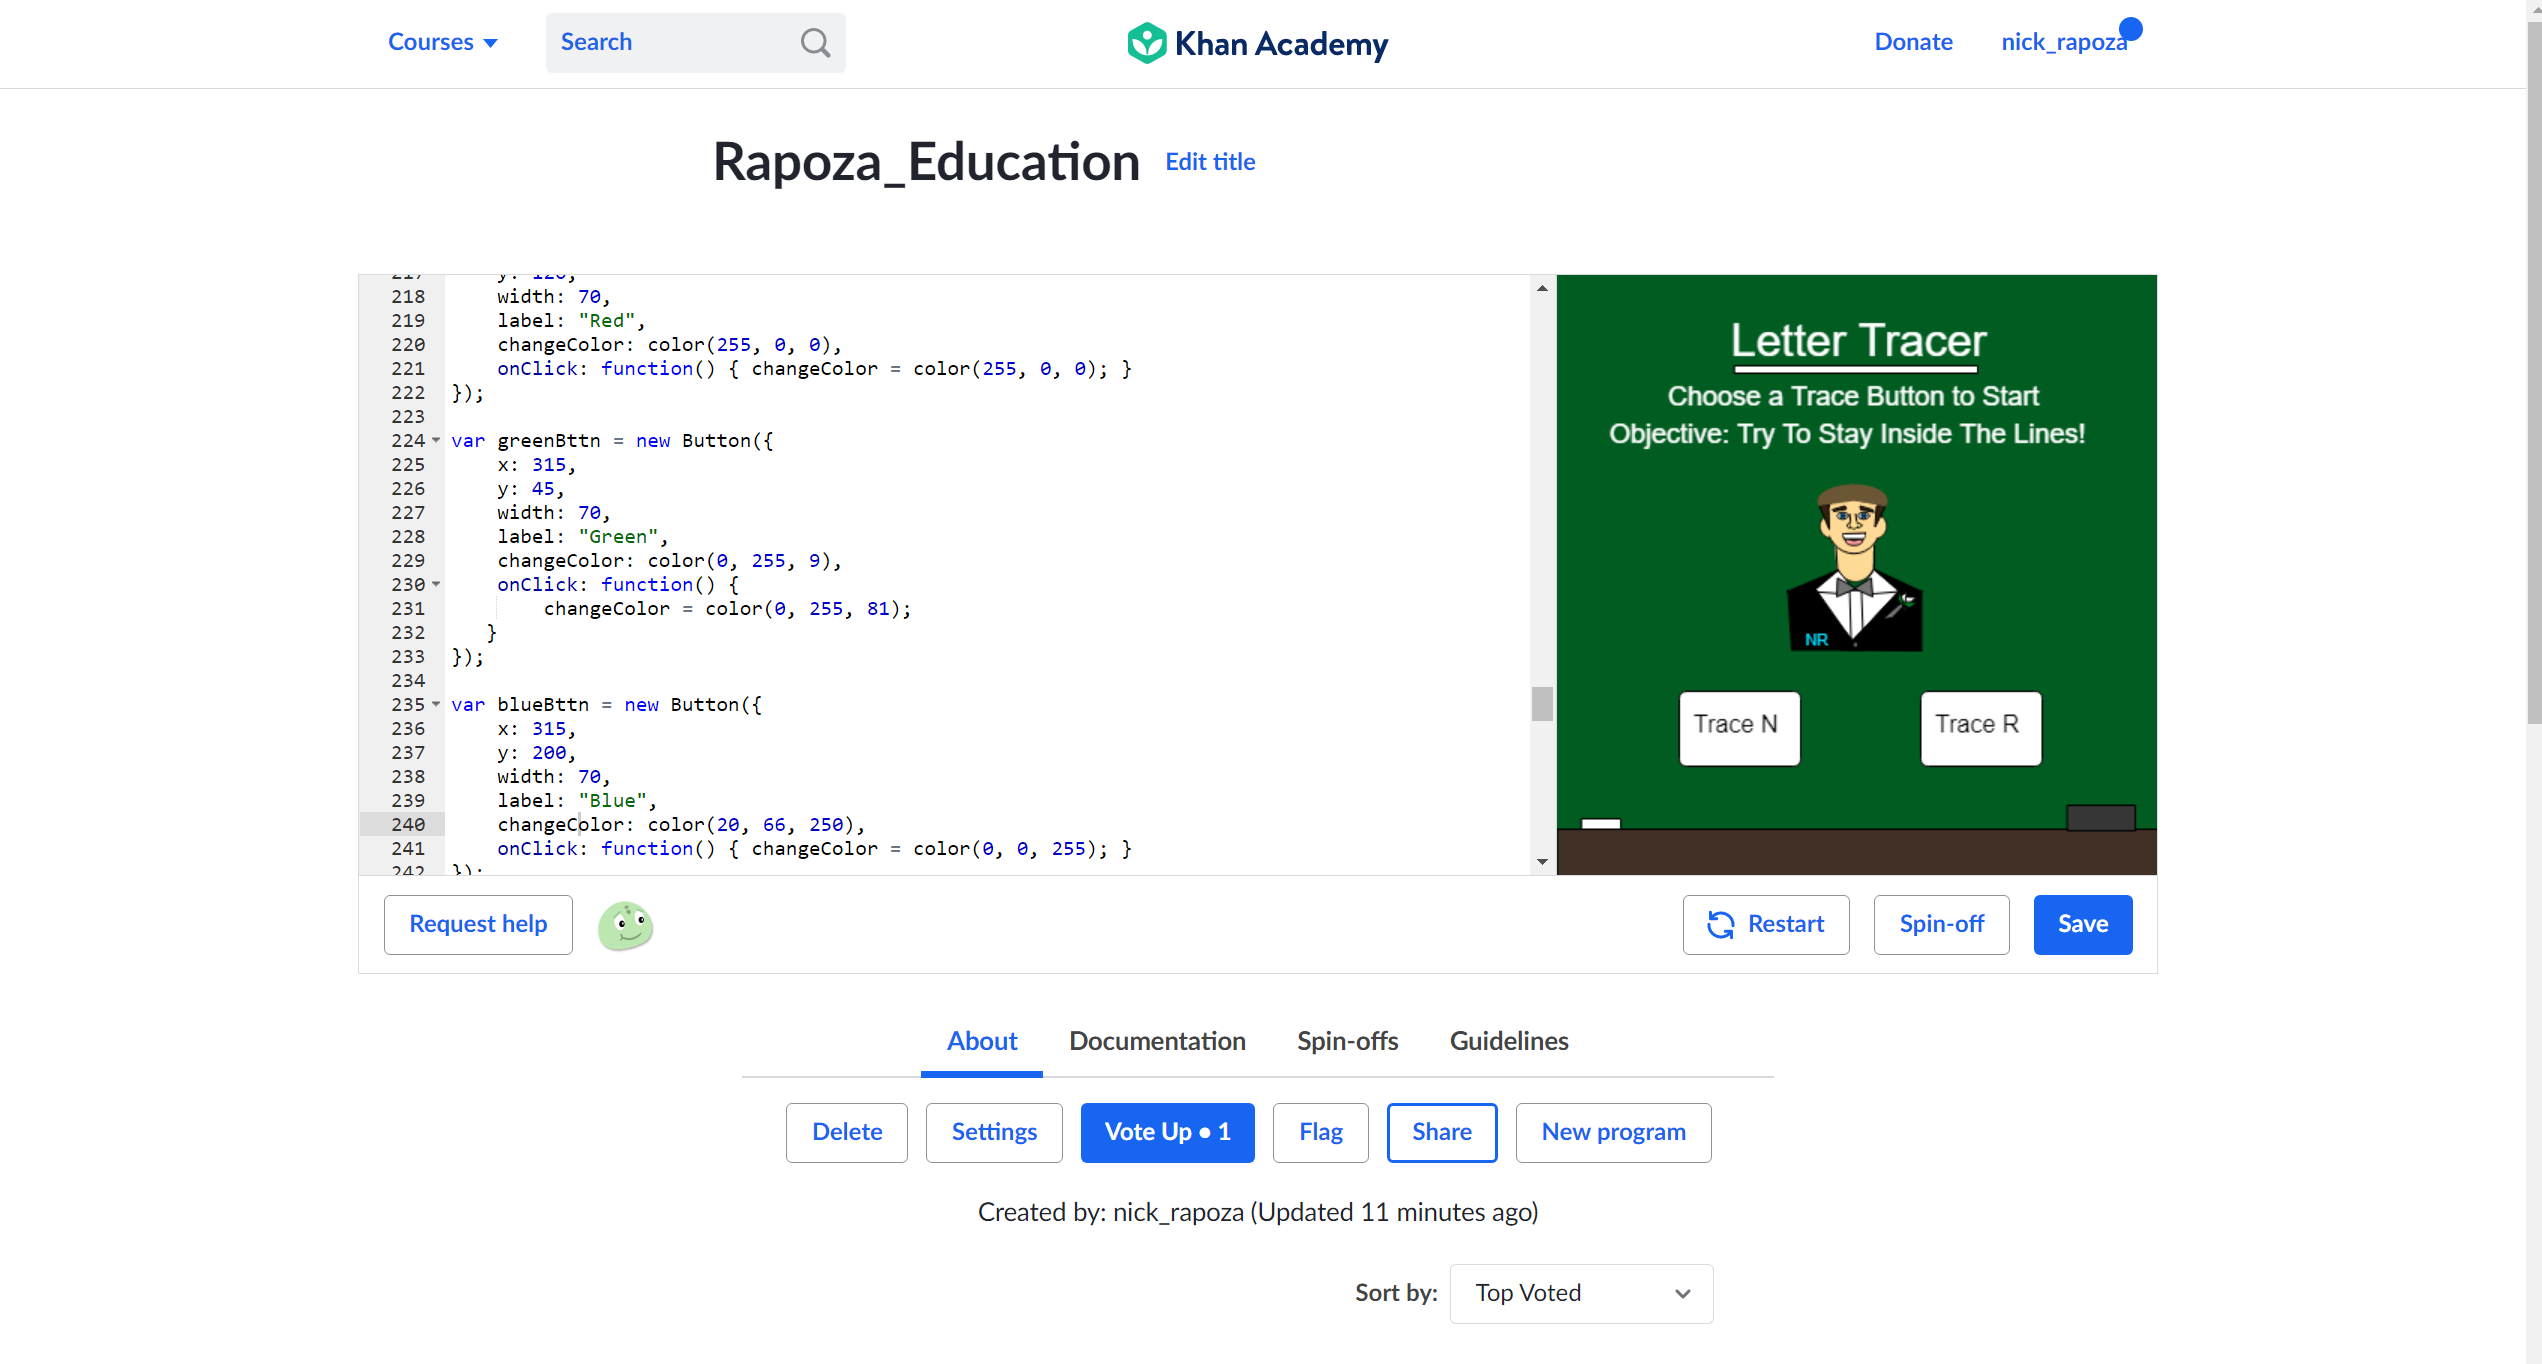 Courses
Search
Khan Academy
Donate
nick_rapoza
Rapoza_Education
Edit title
217 y: 120,
218 width: 70,
219 label: "Red",
220 changeColor: color(255, 0, 0),
221 onClick: function() { changeColor = color(255, 0, 0); }
222 });
223
224 var greenBttn = new Button({
225 x: 315,
226 y: 45,
227 width: 70,
228 label: "Green",
229 changeColor: color(0, 255, 9),
230 onClick: function() {
231 changeColor = color(0, 255, 81);
232 }
233 });
234
235 var blueBttn = new Button({
236 x: 315,
237 y: 200,
238 width: 70,
239 label: "Blue",
240 changeColor: color(20, 66, 250),
241 onClick: function() { changeColor = color(0, 0, 255); }
242 });
Letter Tracer
Choose a Trace Button to Start
Objective: Try To Stay Inside The Lines!
NR
Trace N
Trace R
Request help
Restart
Spin-off
Save
About
Documentation
Spin-offs
Guidelines
Delete
Settings
Vote Up • 1
Flag
Share
New program
Created by: nick_rapoza (Updated 11 minutes ago)
Sort by:
Top Voted